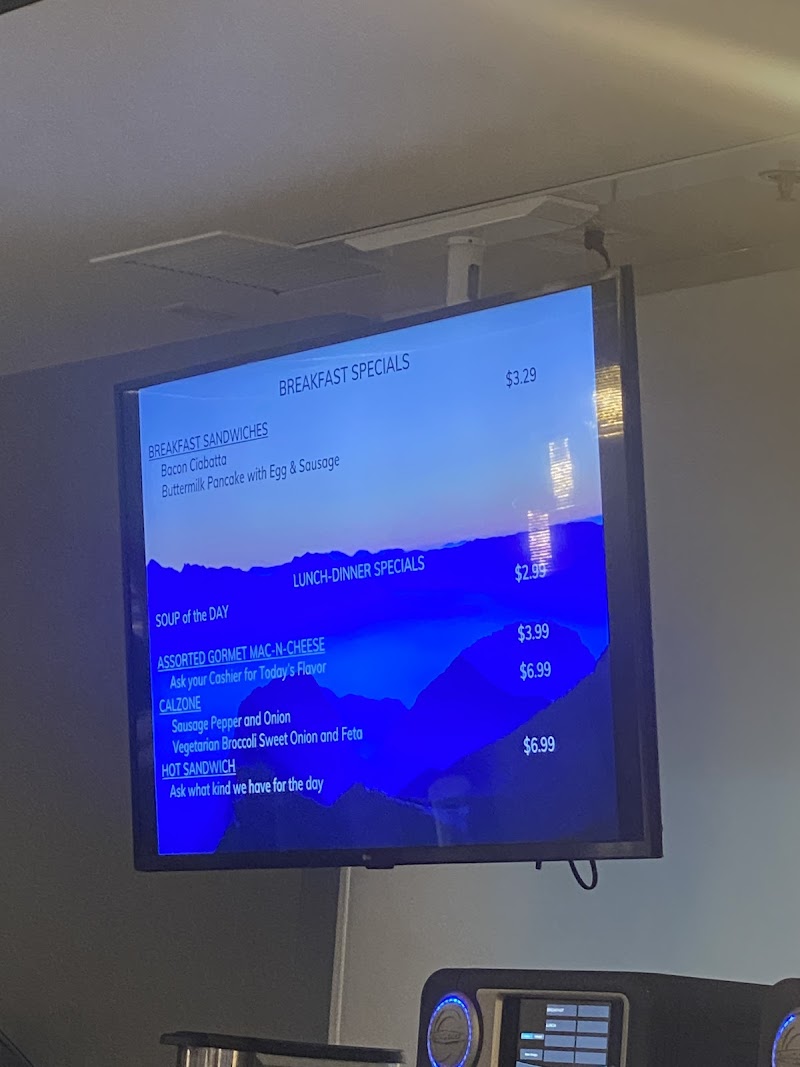 BREAKFAST SPECIALS
$3.29
BREAKFAST SANDWICHES
Bacon Ciabatta
Buttermilk Pancake with Egg & Sausage
LUNCH-DINNER SPECIALS
SOUP of the DAY $2.99
ASSORTED GORMET MAC-N-CHEESE $3.99
Ask your Cashier for Today's Flavor
CALZONE $6.99
Sausage Pepper and Onion
Vegetarian Broccoli Sweet Onion and Feta
HOT SANDWICH $6.99
Ask what kind we have for the day